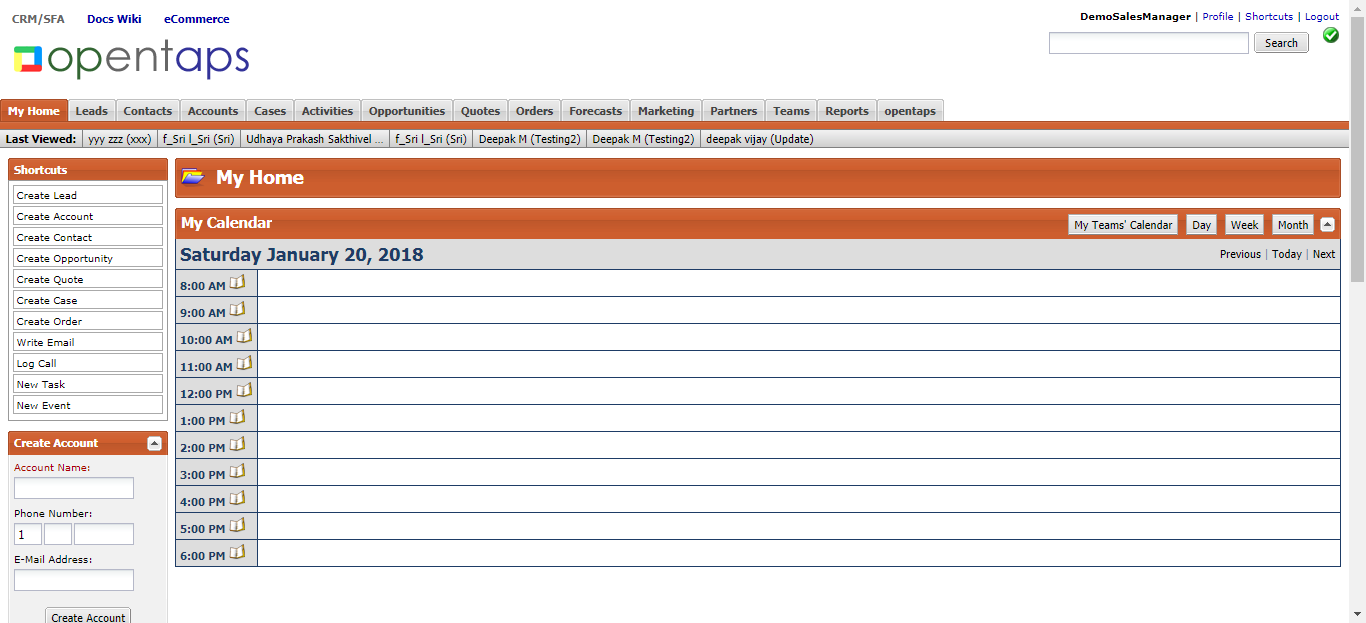 CRM/SFA Docs Wiki eCommerce
DemoSalesManager | Profile | Shortcuts | Logout
opentaps
Search
My Home Leads Contacts Accounts Cases Activities Opportunities Quotes Orders Forecasts Marketing Partners Teams Reports opentaps
Last Viewed: yyy zzz (xxx) f_Sri l_Sri (Sri) Udhaya Prakash Sakthivel ... f_Sri l_Sri (Sri) Deepak M (Testing2) Deepak M (Testing2) deepak vijay (Update)
Shortcuts
Create Lead
Create Account
Create Contact
Create Opportunity
Create Quote
Create Case
Create Order
Write Email
Log Call
New Task
New Event
Create Account
Account Name:
Phone Number:
1
E-Mail Address:
Create Account
My Home
My Calendar
My Teams' Calendar Day Week Month
Saturday January 20, 2018
Previous | Today | Next
8:00 AM
9:00 AM
10:00 AM
11:00 AM
12:00 PM
1:00 PM
2:00 PM
3:00 PM
4:00 PM
5:00 PM
6:00 PM